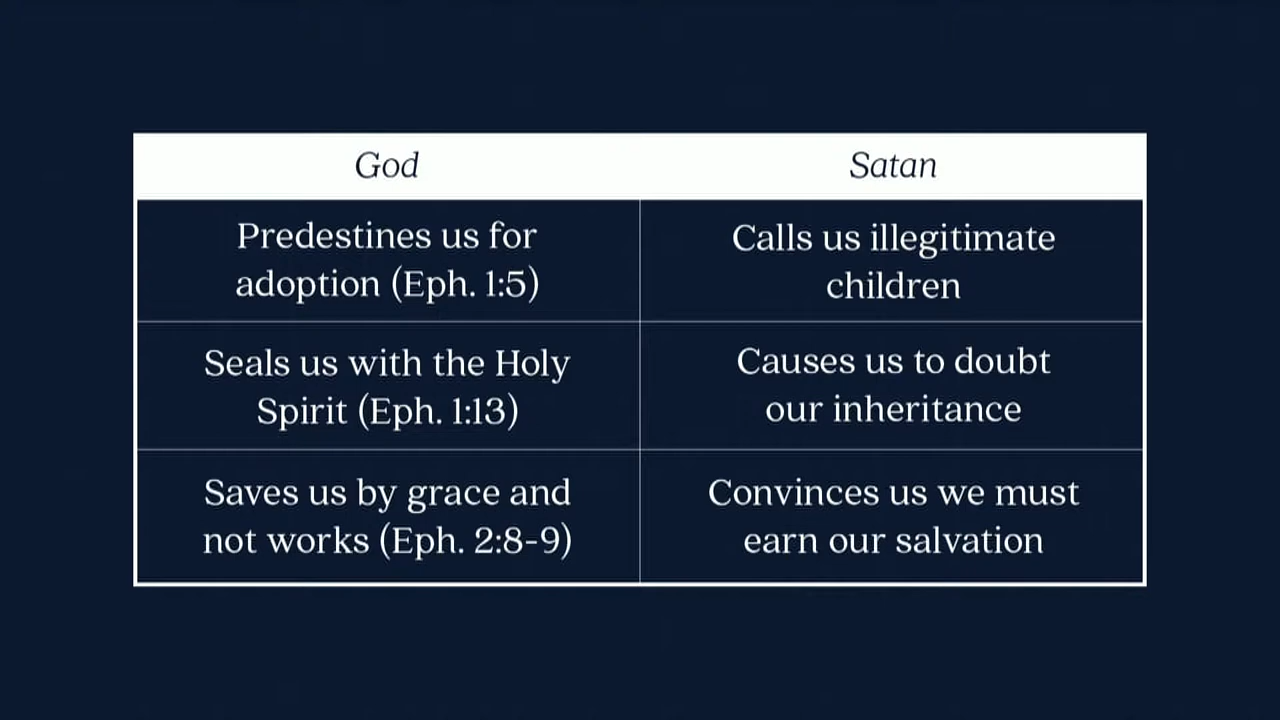 God
Satan
Predestines us for
adoption (Eph. 1:5)
Calls us illegitimate
children
Seals us with the Holy
Spirit (Eph. 1:13)
Causes us to doubt
our inheritance
Saves us by grace and
not works (Eph. 2:8-9)
Convinces us we must
earn our salvation